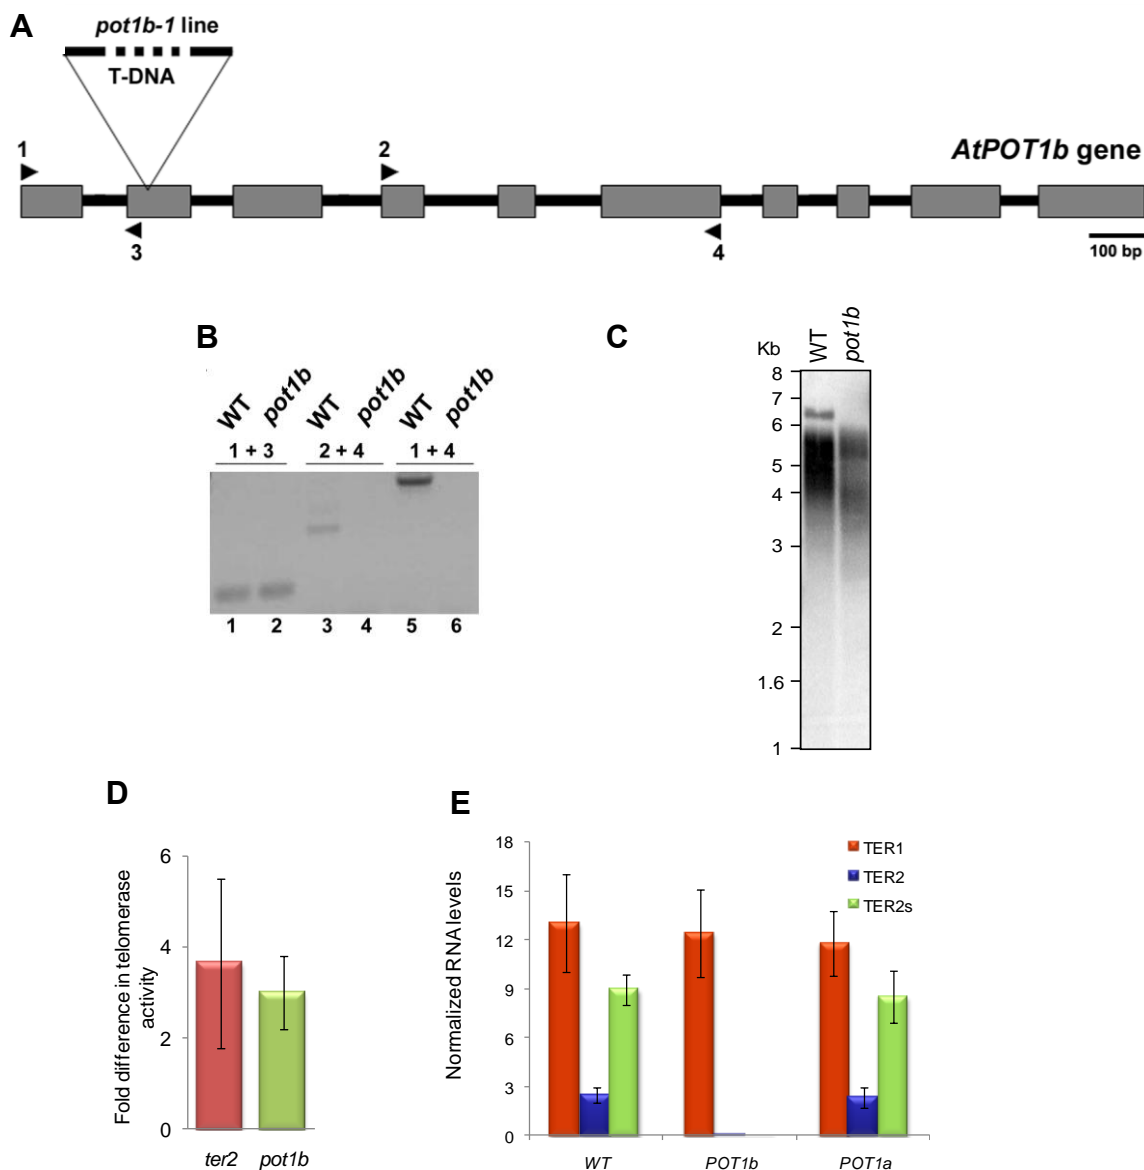 A
pot1b-1 line
T-DNA
1
2
AtPOT1b gene
3
4
100 bp
B
WT
pot1b
WT
pot1b
WT
pot1b
1 + 3
2 + 4
1 + 4
1
2
3
4
5
6
C
Kb
WT
pot1b
8
7
6
5
4
3
2
1.6
1
D
Fold difference in telomerase
activity
6
4
2
0
ter2
pot1b
E
Normalized RNA levels
18
15
12
9
6
3
0
TER1
TER2
TER2s
WT
POT1b
POT1a